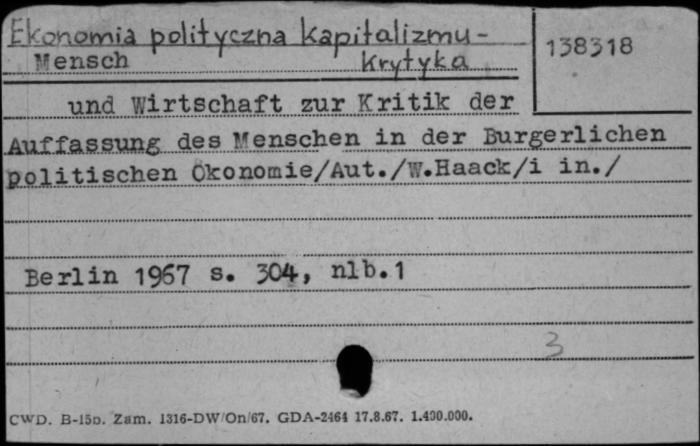 Ekonomia polityczna kapitalizmu-
138318
Mensch krytyka
und Wirtschaft zur Kritik der
Auffassung des Menschen in der Burgerlichen
politischen Okonomie/Aut./W.Haack/i in./
Berlin 1967 s. 304, nlb.1
3
CWD. B-15b. Zam. 1316-DW/On/67. GDA-2464 17.8.67. 1.400.000.